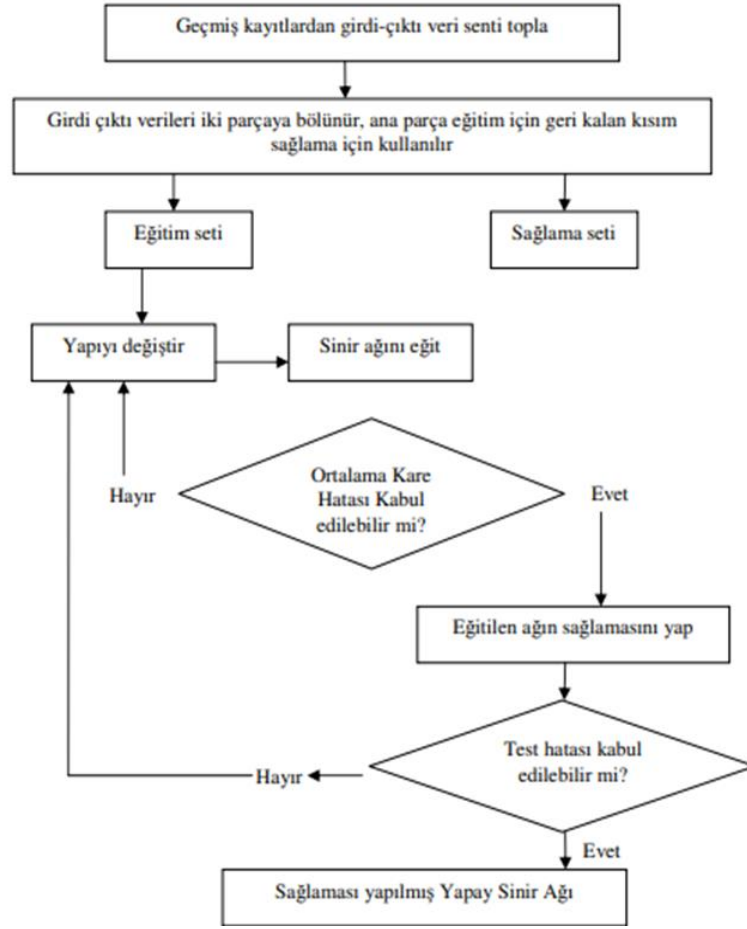 Geçmiş kayıtlardan girdi-çıktı veri senti topla
Girdi çıktı verileri iki parçaya bölünür, ana parça eğitim için geri kalan kısım
sağlama için kullanılır
Eğitim seti
Sağlama seti
Yapıyı değiştir
Sinir ağını eğit
Ortalama Kare
Hatası Kabul
edilebilir mi?
Hayır
Evet
Eğitilen ağın sağlamasını yap
Test hatası kabul
edilebilir mi?
Hayır
Evet
Sağlaması yapılmış Yapay Sinir Ağı